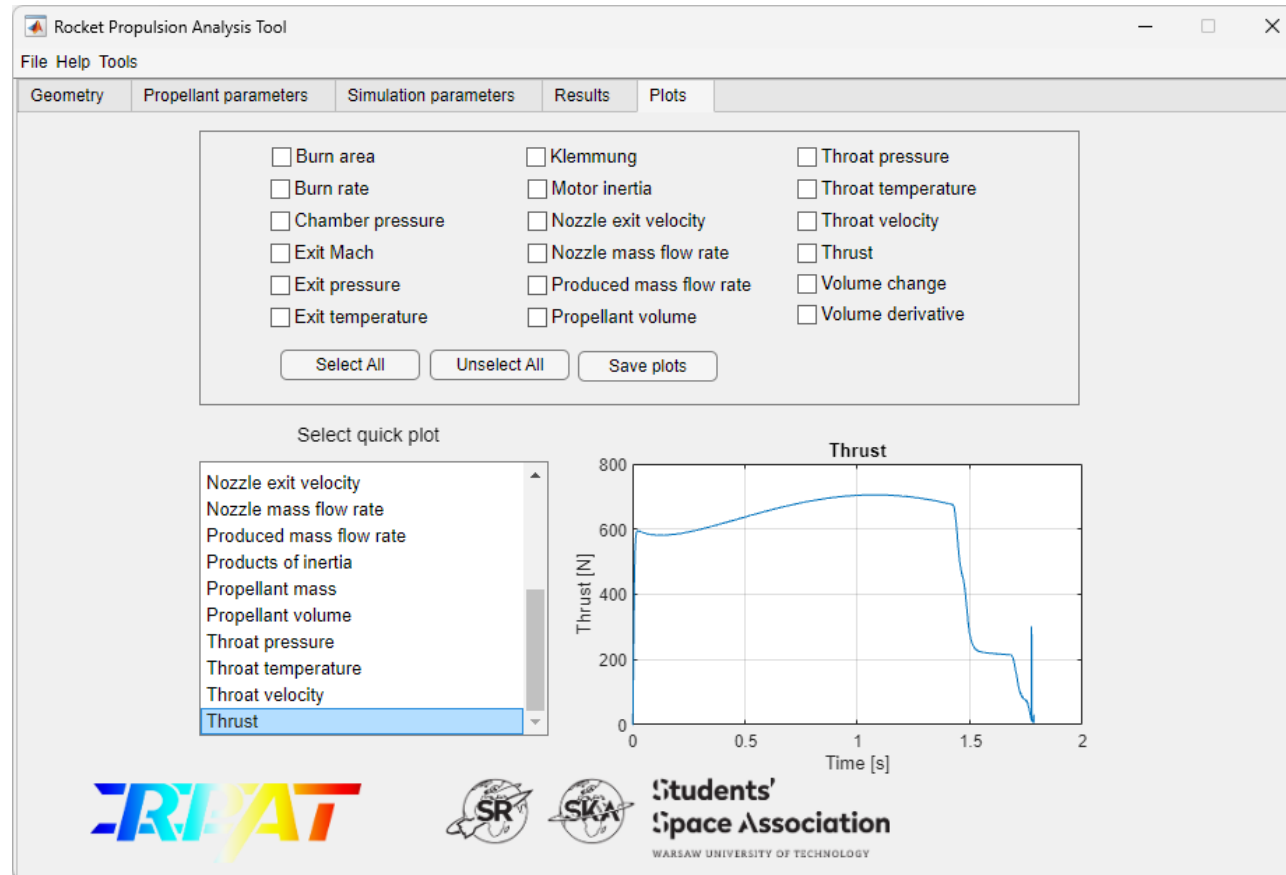 Rocket Propulsion Analysis Tool
File Help Tools
Geometry Propellant parameters Simulation parameters Results Plots
Burn area Klemmung Throat pressure
Burn rate Motor inertia Throat temperature
Chamber pressure Nozzle exit velocity Throat velocity
Exit Mach Nozzle mass flow rate Thrust
Exit pressure Produced mass flow rate Volume change
Exit temperature Propellant volume Volume derivative
Select All Unselect All Save plots
Select quick plot
Nozzle exit velocity
Nozzle mass flow rate
Produced mass flow rate
Products of inertia
Propellant mass
Propellant volume
Throat pressure
Throat temperature
Throat velocity
Thrust
Thrust
800
600
400
200
0
Thrust [N]
0 0.5 1 1.5 2
Time [s]
RPAT
SR
SKA
Students'
Space Association
WARSAW UNIVERSITY OF TECHNOLOGY